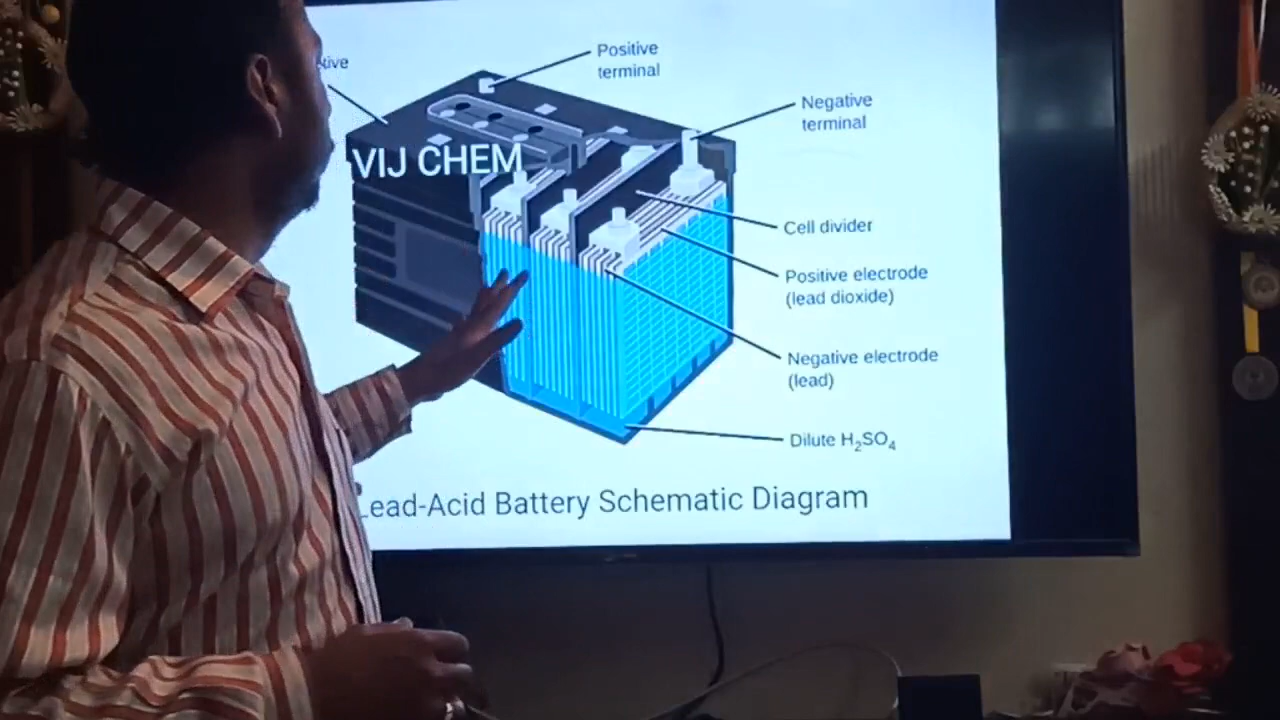 Positive
terminal
Negative
terminal
VIJ CHEM
Cell divider
Positive electrode
(lead dioxide)
Negative electrode
(lead)
Dilute H₂SO₄
Lead-Acid Battery Schematic Diagram